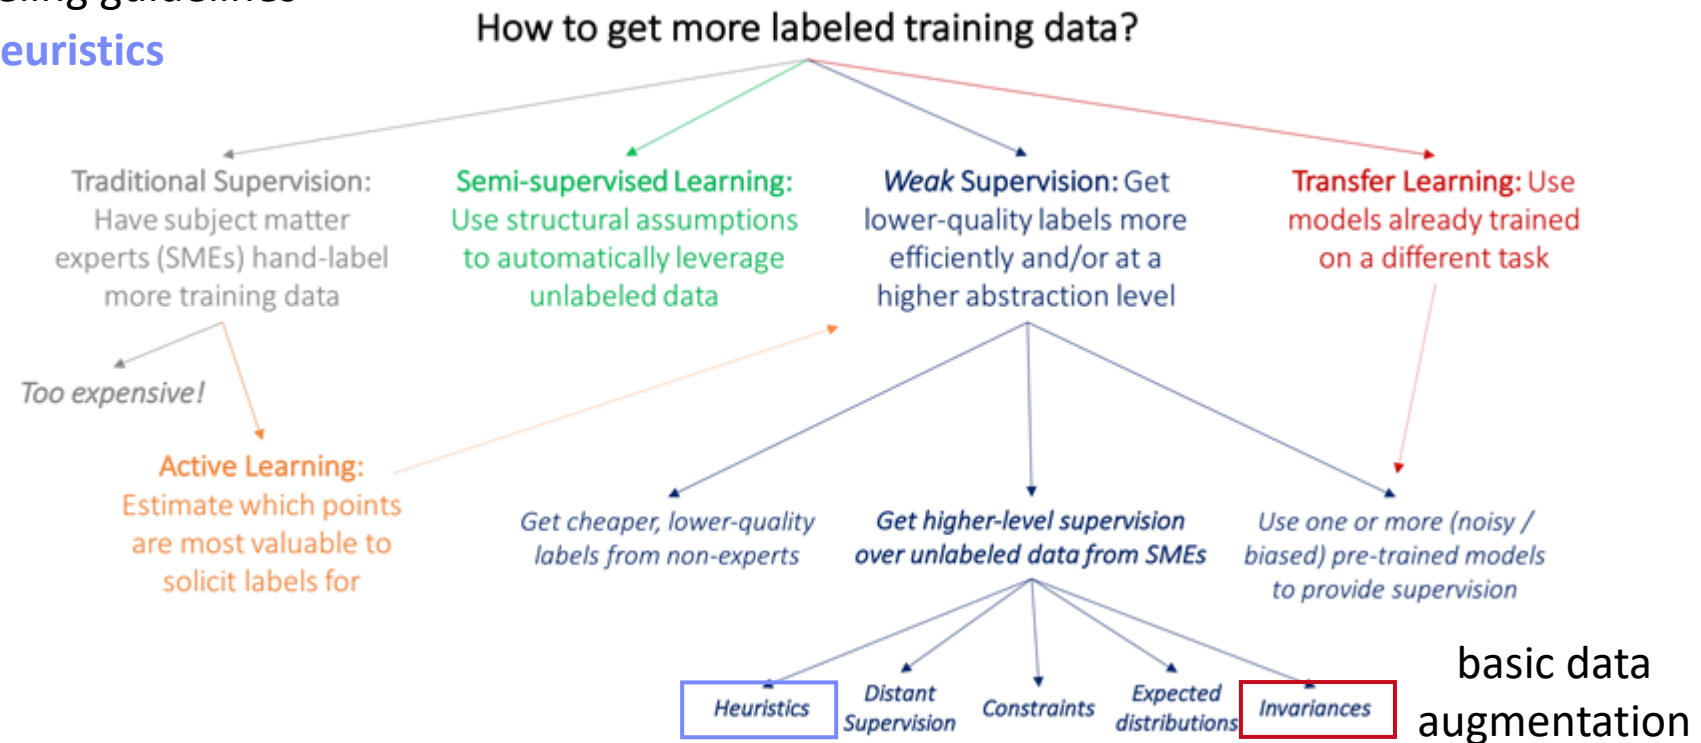 guidelines
euristics
How to get more labeled training data?
Traditional Supervision:
Have subject matter
experts (SMEs) hand-label
more training data
Semi-supervised Learning:
Use structural assumptions
to automatically leverage
unlabeled data
Weak Supervision: Get
lower-quality labels more
efficiently and/or at a
higher abstraction level
Transfer Learning: Use
models already trained
on a different task
Too expensive!
Active Learning:
Estimate which points
are most valuable to
solicit labels for
Get cheaper, lower-quality
labels from non-experts
Get higher-level supervision
over unlabeled data from SMEs
Use one or more (noisy /
biased) pre-trained models
to provide supervision
Heuristics
Distant
Supervision
Constraints
Expected
distributions
Invariances
basic data
augmentation